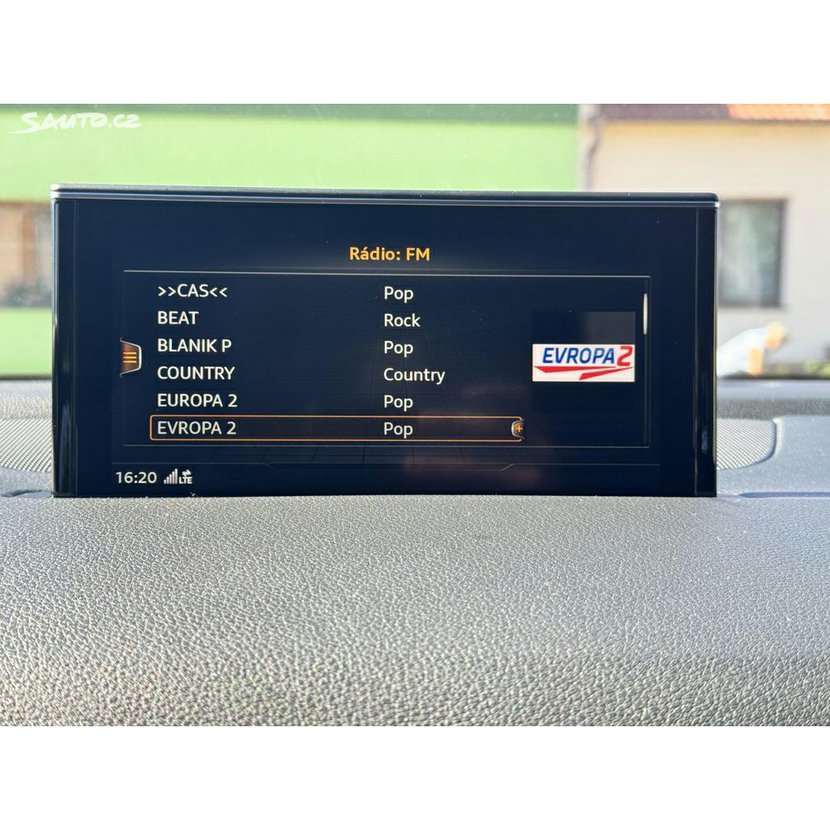 SAUTO.CZ
Rádio: FM
>>CAS<< Pop
BEAT Rock
BLANIK P Pop
COUNTRY Country
EUROPA 2 Pop
EVROPA 2 Pop
EVROPA 2
16:20 LTE